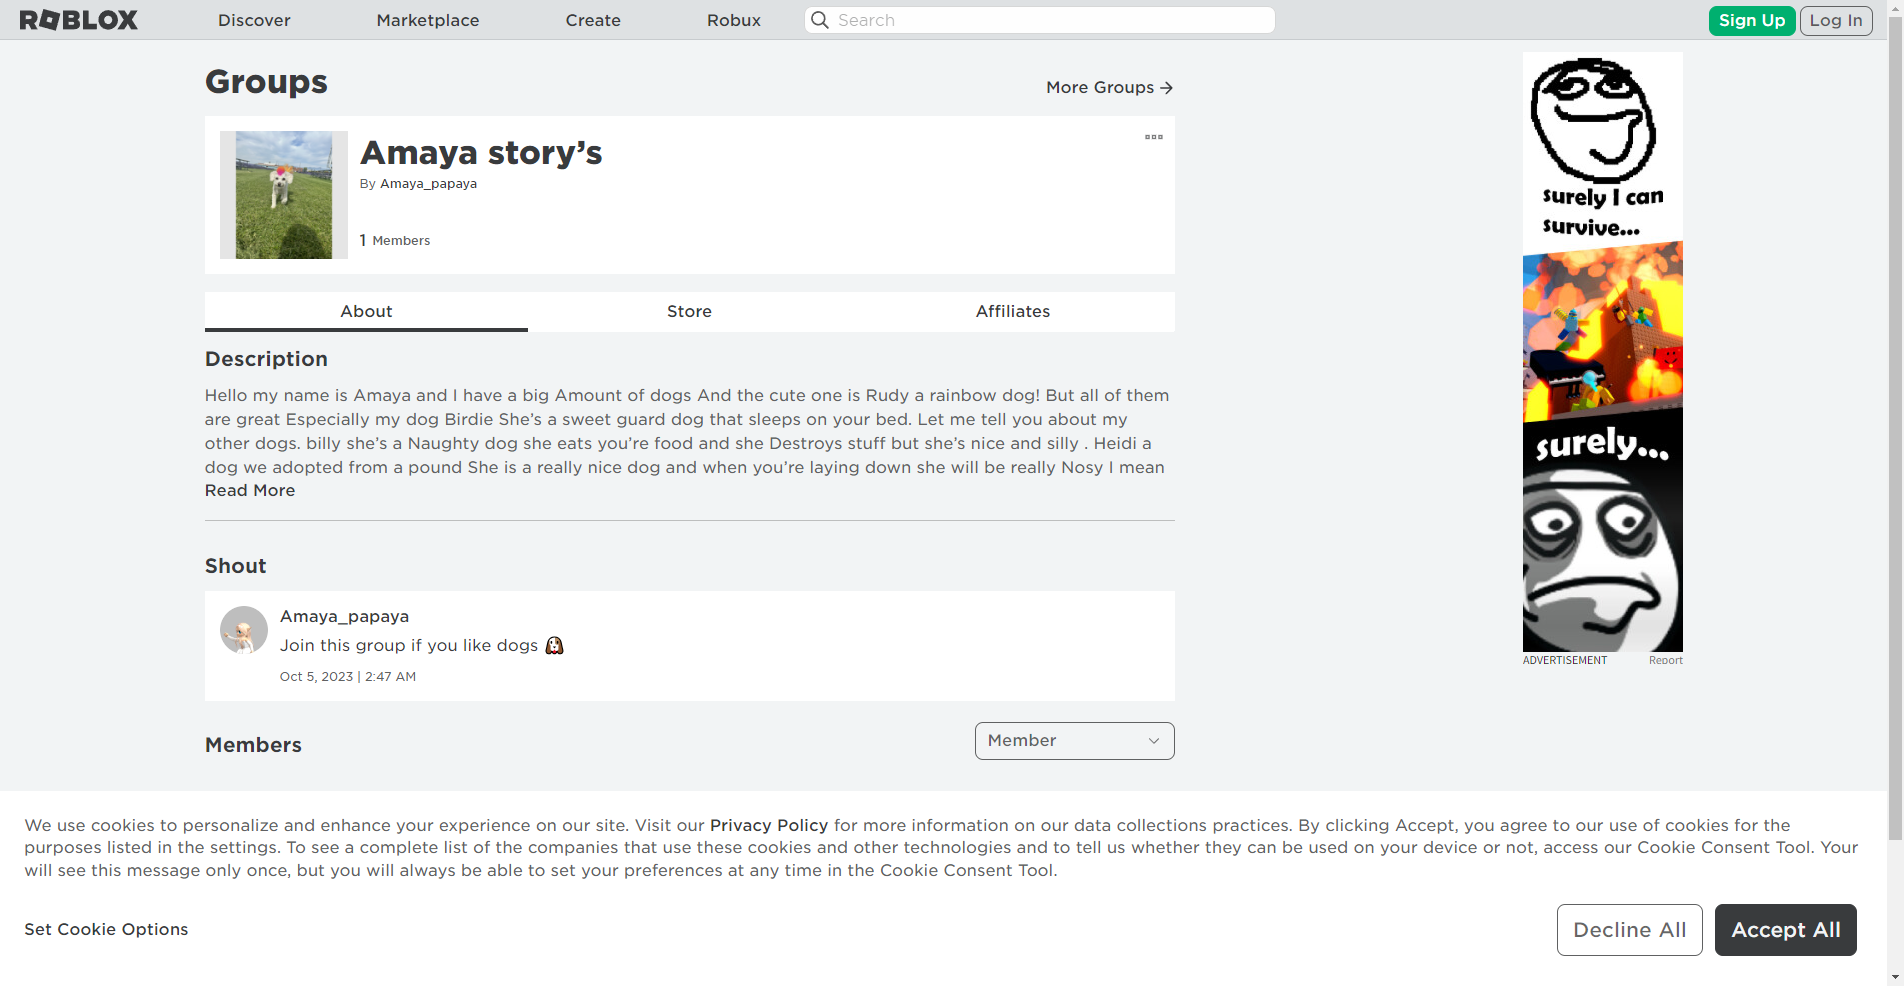 ROBLOX Discover Marketplace Create Robux Search Sign Up Log In
Groups
More Groups →
Amaya story’s
By Amaya_papaya
1 Members
About Store Affiliates
Description
Hello my name is Amaya and I have a big Amount of dogs And the cute one is Rudy a rainbow dog! But all of them
are great Especially my dog Birdie She’s a sweet guard dog that sleeps on your bed. Let me tell you about my
other dogs. billy she’s a Naughty dog she eats you’re food and she Destroys stuff but she’s nice and silly . Heidi a
dog we adopted from a pound She is a really nice dog and when you’re laying down she will be really Nosy I mean
Read More
Shout
Amaya_papaya
Join this group if you like dogs 🐶
Oct 5, 2023 | 2:47 AM
Members
Member
surely I can
survive...
surely...
ADVERTISEMENT Report
We use cookies to personalize and enhance your experience on our site. Visit our Privacy Policy for more information on our data collections practices. By clicking Accept, you agree to our use of cookies for the
purposes listed in the settings. To see a complete list of the companies that use these cookies and other technologies and to tell us whether they can be used on your device or not, access our Cookie Consent Tool. Your
will see this message only once, but you will always be able to set your preferences at any time in the Cookie Consent Tool.
Set Cookie Options
Decline All
Accept All